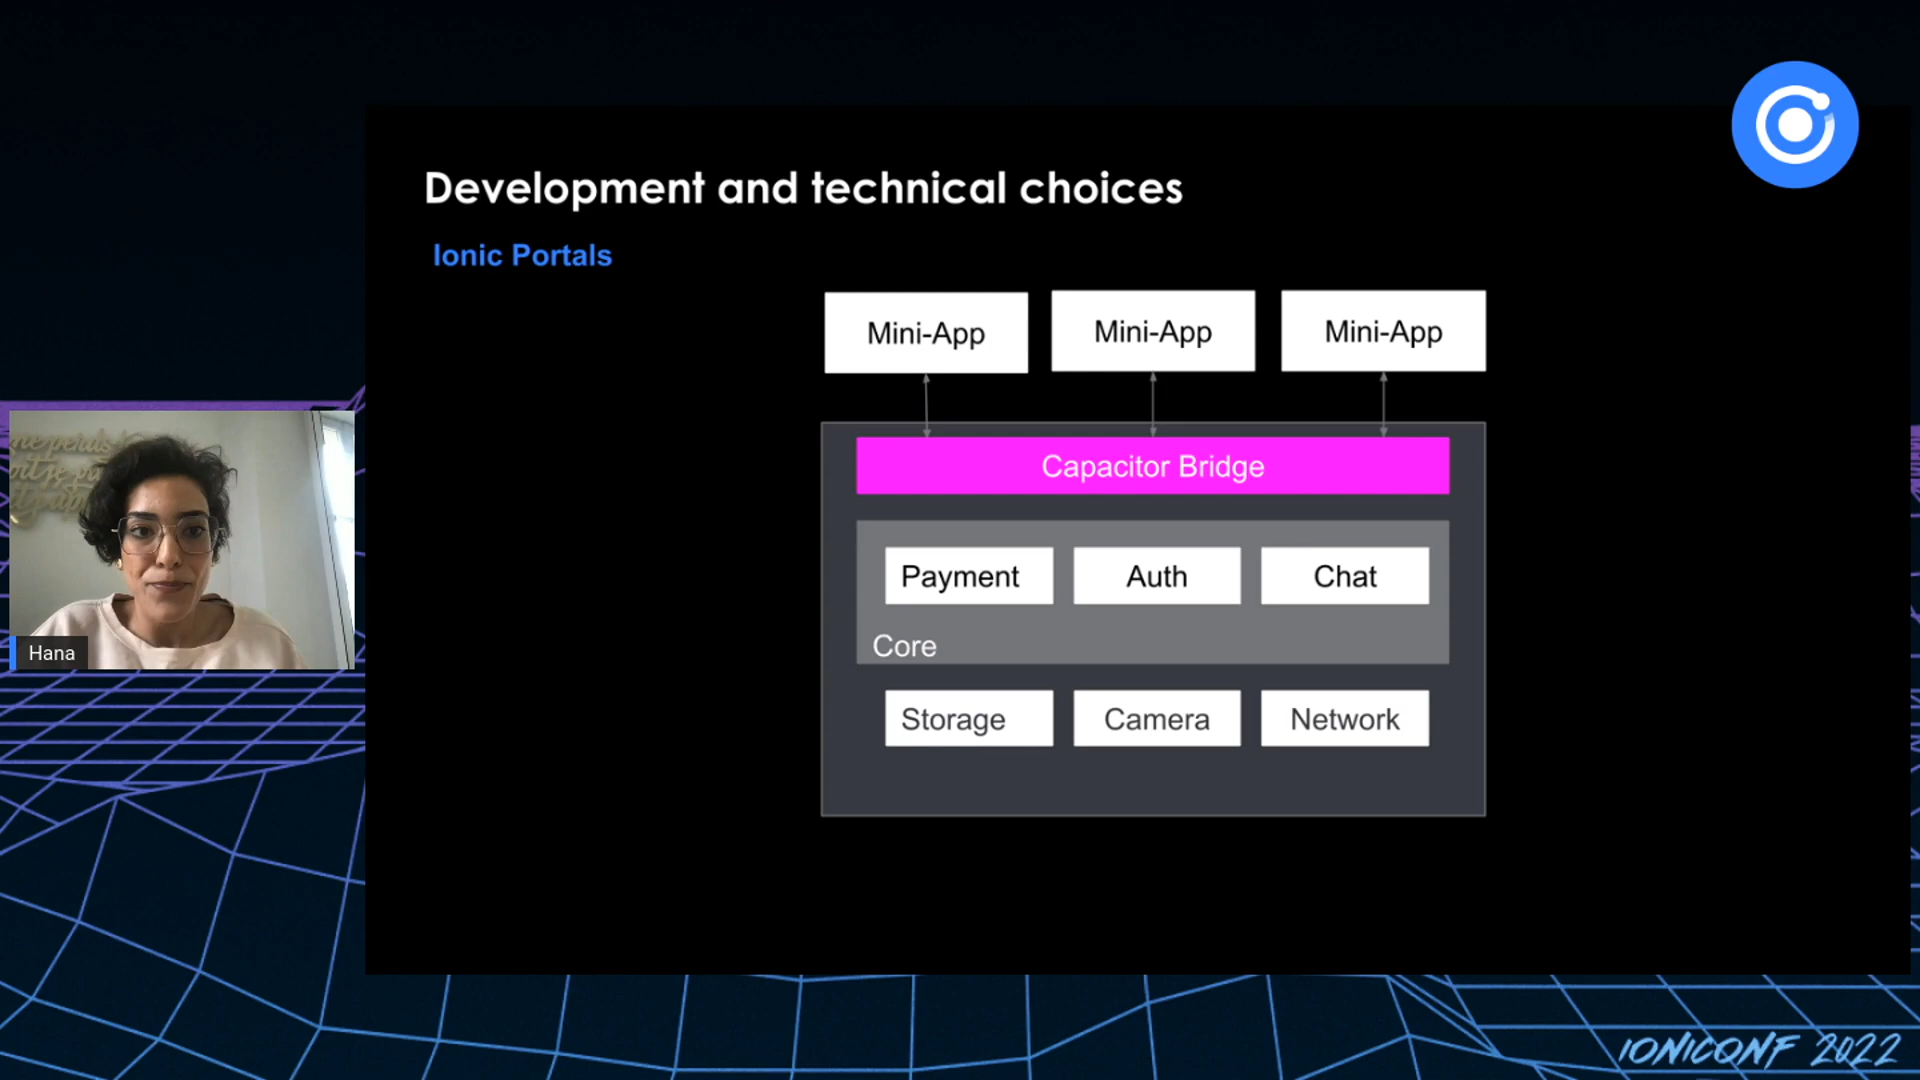 Development and technical choices
Ionic Portals
Mini-App Mini-App Mini-App
Capacitor Bridge
Payment Auth Chat
Core
Storage Camera Network
Hana
IONICONF 2022